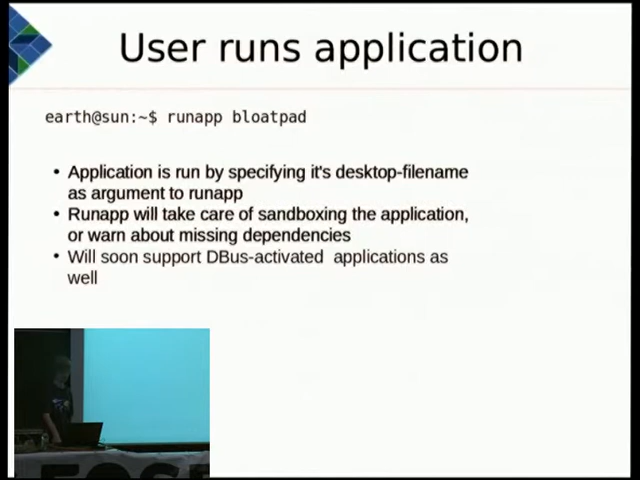 User runs application
earth@sun:~$ runapp bloatpad
• Application is run by specifying it's desktop-filename
as argument to runapp
• Runapp will take care of sandboxing the application,
or warn about missing dependencies
• Will soon support DBus-activated applications as
well